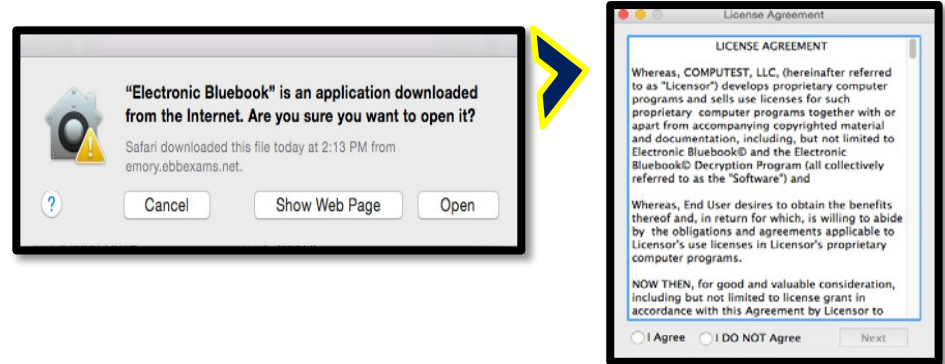 "Electronic Bluebook" is an application downloaded
from the Internet. Are you sure you want to open it?
Safari downloaded this file today at 2:13 PM from
emory.ebbexams.net.
?
Cancel
Show Web Page
Open
License Agreement
LICENSE AGREEMENT
Whereas, COMPUTEST, LLC, (hereinafter referred
to as "Licensor") develops proprietary computer
programs and sells use licenses for such
proprietary computer programs together with or
apart from accompanying copyrighted material
and documentation, including, but not limited to
Electronic Bluebook© and the Electronic
Bluebook© Decryption Program (all collectively
referred to as the "Software") and
Whereas, End User desires to obtain the benefits
thereof and, in return for which, is willing to abide
by the obligations and agreements applicable to
Licensor's use licenses in Licensor's proprietary
computer programs.
NOW THEN, for good and valuable consideration,
including but not limited to license grant in
accordance with this Agreement by Licensor to
I Agree
I DO NOT Agree
Next